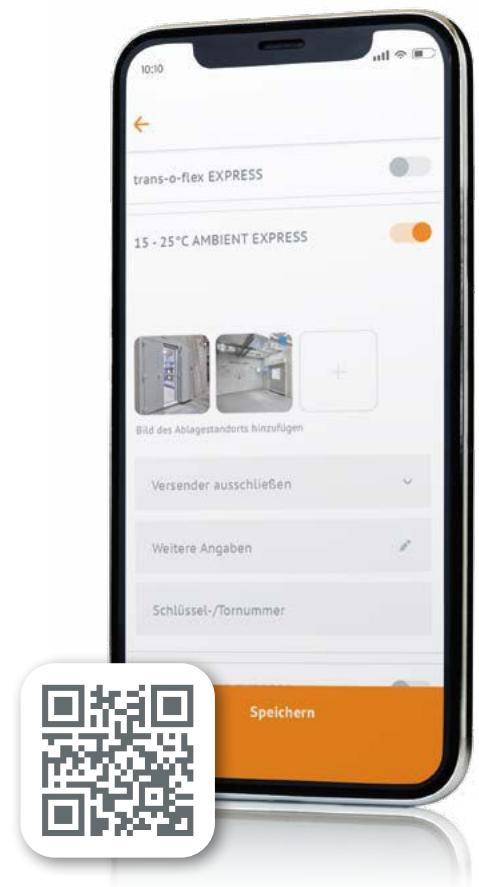 10:10
trans-o-flex EXPRESS
15 - 25°C AMBIENT EXPRESS
Bild des Ablagestandorts hinzufügen
Versender ausschließen
Weitere Angaben
Schlüssel-/Tornummer
Speichern